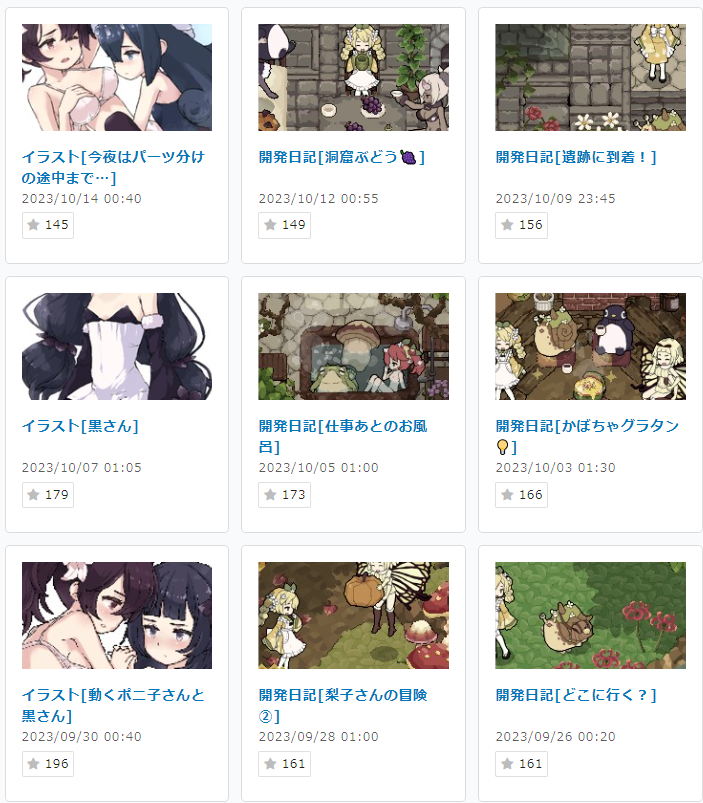 イラスト[今夜はパーツ分け
の途中まで…]
2023/10/14 00:40
★ 145
開発日記[洞窟ぶどう🍇]
2023/10/12 00:55
★ 149
開発日記[遺跡に到着！]
2023/10/09 23:45
★ 156
イラスト[黒さん]
2023/10/07 01:05
★ 179
開発日記[仕事あとのお風
呂]
2023/10/05 01:00
★ 173
開発日記[かぼちゃグラタン
💡]
2023/10/03 01:30
★ 166
イラスト[動くポニ子さんと
黒さん]
2023/09/30 00:40
★ 196
開発日記[梨子さんの冒険
②]
2023/09/28 01:00
★ 161
開発日記[どこに行く？]
2023/09/26 00:20
★ 161